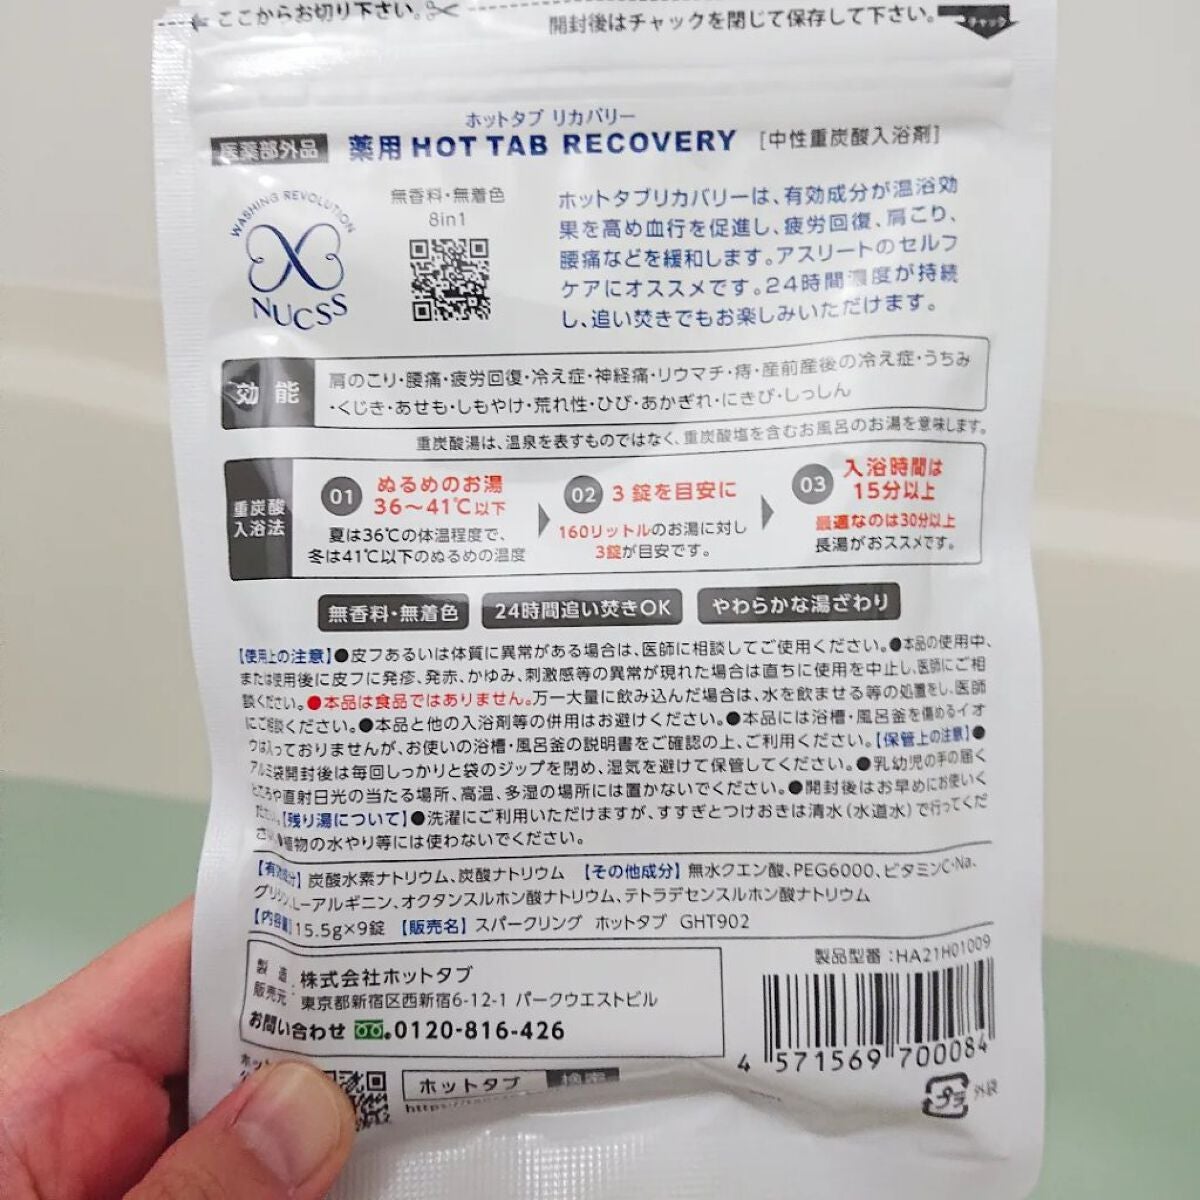 ここからお切り下さい。
開封後はチャックを閉じて保存して下さい。
チャック
ホットタブ リカバリー
医薬部外品 薬用 HOT TAB RECOVERY [中性重炭酸入浴剤]
WASHING REVOLUTION
NUCSS
無香料・無着色
8in1
ホットタブリカバリーは、有効成分が温浴効
果を高め血行を促進し、疲労回復、肩こり、
腰痛などを緩和します。アスリートのセルフ
ケアにオススメです。24時間濃度が持続
し、追い焚きでもお楽しみいただけます。
効能
肩のこり・腰痛・疲労回復・冷え症・神経痛・リウマチ・痔・産前産後の冷え症・うちみ
・くじき・あせも・しもやけ・荒れ性・ひび・あかぎれ・にきび・しっしん
重炭酸湯は、温泉を表すものではなく、重炭酸塩を含むお風呂のお湯を意味します。
重炭酸
入浴法
01 ぬるめのお湯
36〜41℃以下
夏は36℃の体温程度で、
冬は41℃以下のぬるめの温度
02 3錠を目安に
160リットルのお湯に対し
3錠が目安です。
03 入浴時間は
15分以上
最適なのは30分以上
長湯がおススメです。
無香料・無着色 24時間追い焚きOK やわらかな湯ざわり
【使用上の注意】●皮フあるいは体質に異常がある場合は、医師に相談してご使用ください。●本品の使用中、
または使用後に皮フに発疹、発赤、かゆみ、刺激感等の異常が現れた場合は直ちに使用を中止し、医師にご相
談ください。●本品は食品ではありません。万一大量に飲み込んだ場合は、水を飲ませる等の処置をし、医師
にご相談ください。●本品と他の入浴剤等の併用はお避けください。●本品には浴槽・風呂釜を傷めるイオ
ウは入っておりませんが、お使いの浴槽・風呂釜の説明書をご確認の上、ご利用ください。【保管上の注意】●
アルミ袋開封後は毎回しっかりと袋のジップを閉め、湿気を避けて保管してください。●乳幼児の手の届く
ところや直射日光の当たる場所、高温、多湿の場所には置かないでください。●開封後はお早めにお使いく
ださい。【残り湯について】●洗濯にご利用いただけますが、すすぎとつけおきは清水（水道水）で行ってくだ
さい。●植物の水やり等には使わないでください。
【有効成分】炭酸水素ナトリウム、炭酸ナトリウム 【その他成分】無水クエン酸、PEG6000、ビタミンC・Na、
グリシン、L-アルギニン、オクタンスルホン酸ナトリウム、テトラデセンスルホン酸ナトリウム
【内容量】15.5g×9錠 【販売名】スパークリング ホットタブ GHT902
製品型番：HA21H01009
製造
販売元：株式会社ホットタブ
東京都新宿区西新宿6-12-1 パークウエストビル
お問い合わせ 0120-816-426
4 571569 700084
ホットタブ 検索
プラ 外袋